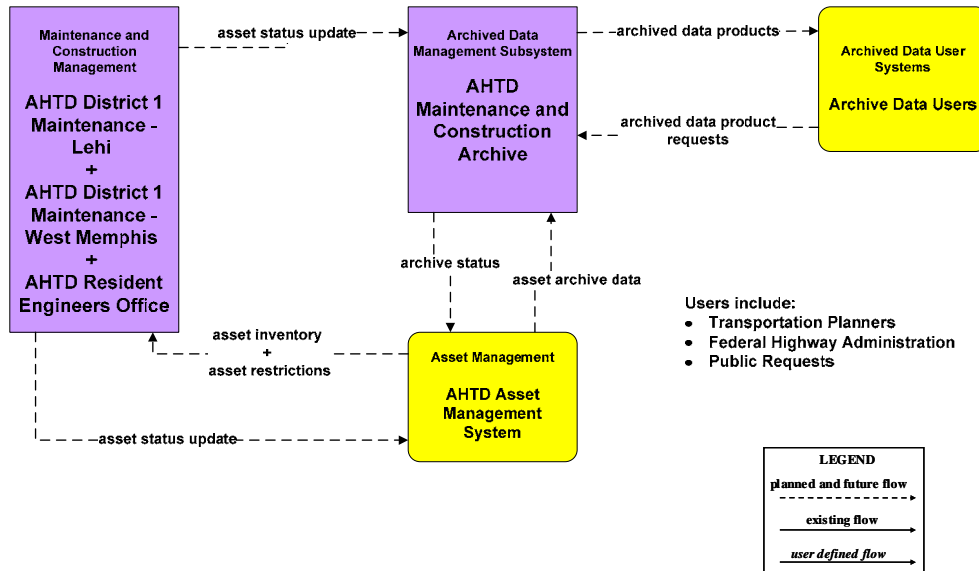 Maintenance and
Construction
Management
AHTD District 1
Maintenance -
Lehi
+
AHTD District 1
Maintenance -
West Memphis
+
AHTD Resident
Engineers Office
asset status update
Archived Data
Management Subsystem
AHTD
Maintenance and
Construction
Archive
archived data products
archived data product
requests
Archived Data User
Systems
Archive Data Users
archive status
asset archive data
asset inventory
+
asset restrictions
asset status update
Asset Management
AHTD Asset
Management
System
Users include:
• Transportation Planners
• Federal Highway Administration
• Public Requests
LEGEND
planned and future flow
existing flow
user defined flow